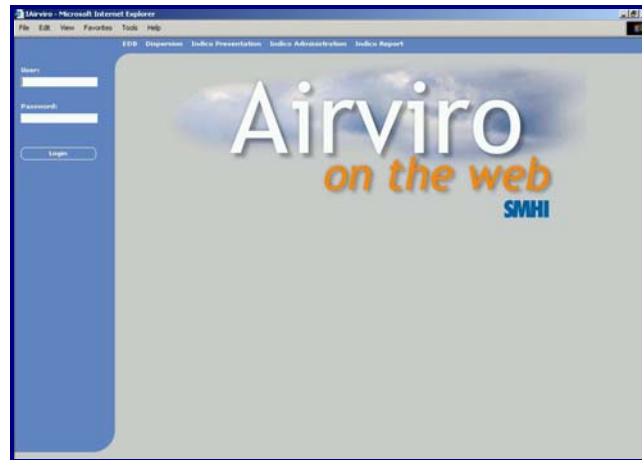 IAirviro - Microsoft Internet Explorer
File Edit View Favorites Tools Help
EDB Dispersion Indico Presentation Indico Administration Indico Report
User:
Password:
Login
Airviro
on the web
SMHI